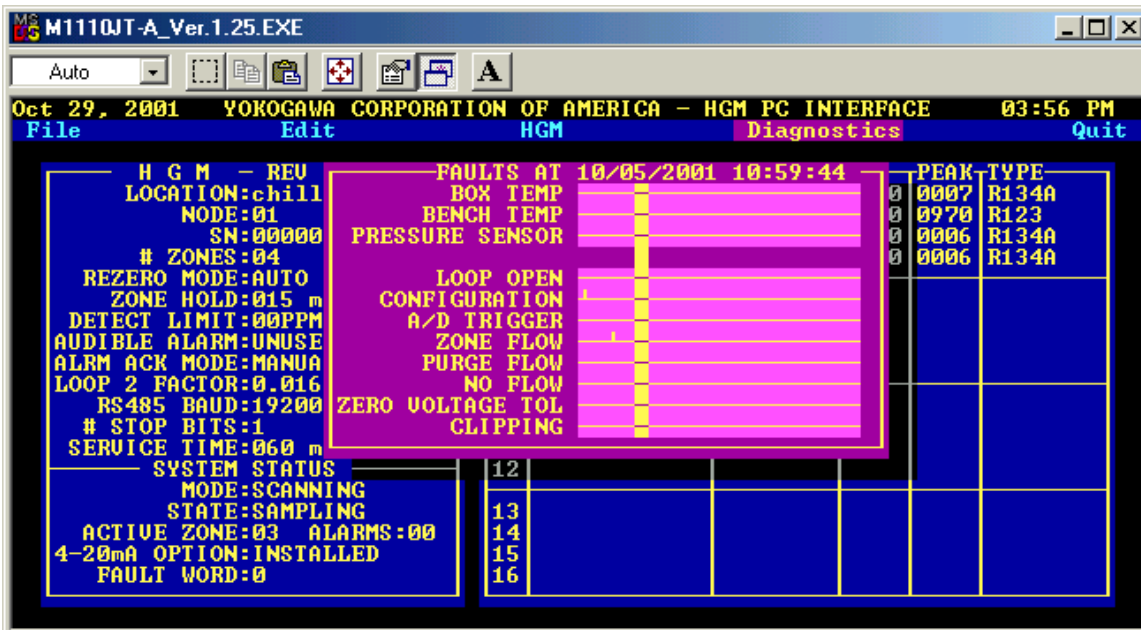 M1110JT-A_Ver.1.25.EXE
Auto
A
Oct 29, 2001 YOKOGAWA CORPORATION OF AMERICA - HGM PC INTERFACE 03:56 PM
File Edit HGM Diagnostics Quit
H G M - REV
LOCATION:chill
NODE:01
SN:00000
# ZONES:04
REZERO MODE:AUTO
ZONE HOLD:015 m
DETECT LIMIT:00PPM
AUDIBLE ALARM:UNUSE
ALRM ACK MODE:MANUA
LOOP 2 FACTOR:0.016
RS485 BAUD:19200
# STOP BITS:1
SERVICE TIME:060 m
SYSTEM STATUS
MODE:SCANNING
STATE:SAMPLING
ACTIVE ZONE:03 ALARMS:00
4-20mA OPTION:INSTALLED
FAULT WORD:0
FAULTS AT 10/05/2001 10:59:44
BOX TEMP
BENCH TEMP
PRESSURE SENSOR
LOOP OPEN
CONFIGURATION
A/D TRIGGER
ZONE FLOW
PURGE FLOW
NO FLOW
ZERO VOLTAGE TOL
CLIPPING
PEAK TYPE
0 0007 R134A
0 0970 R123
0 0006 R134A
0 0006 R134A
12
13
14
15
16